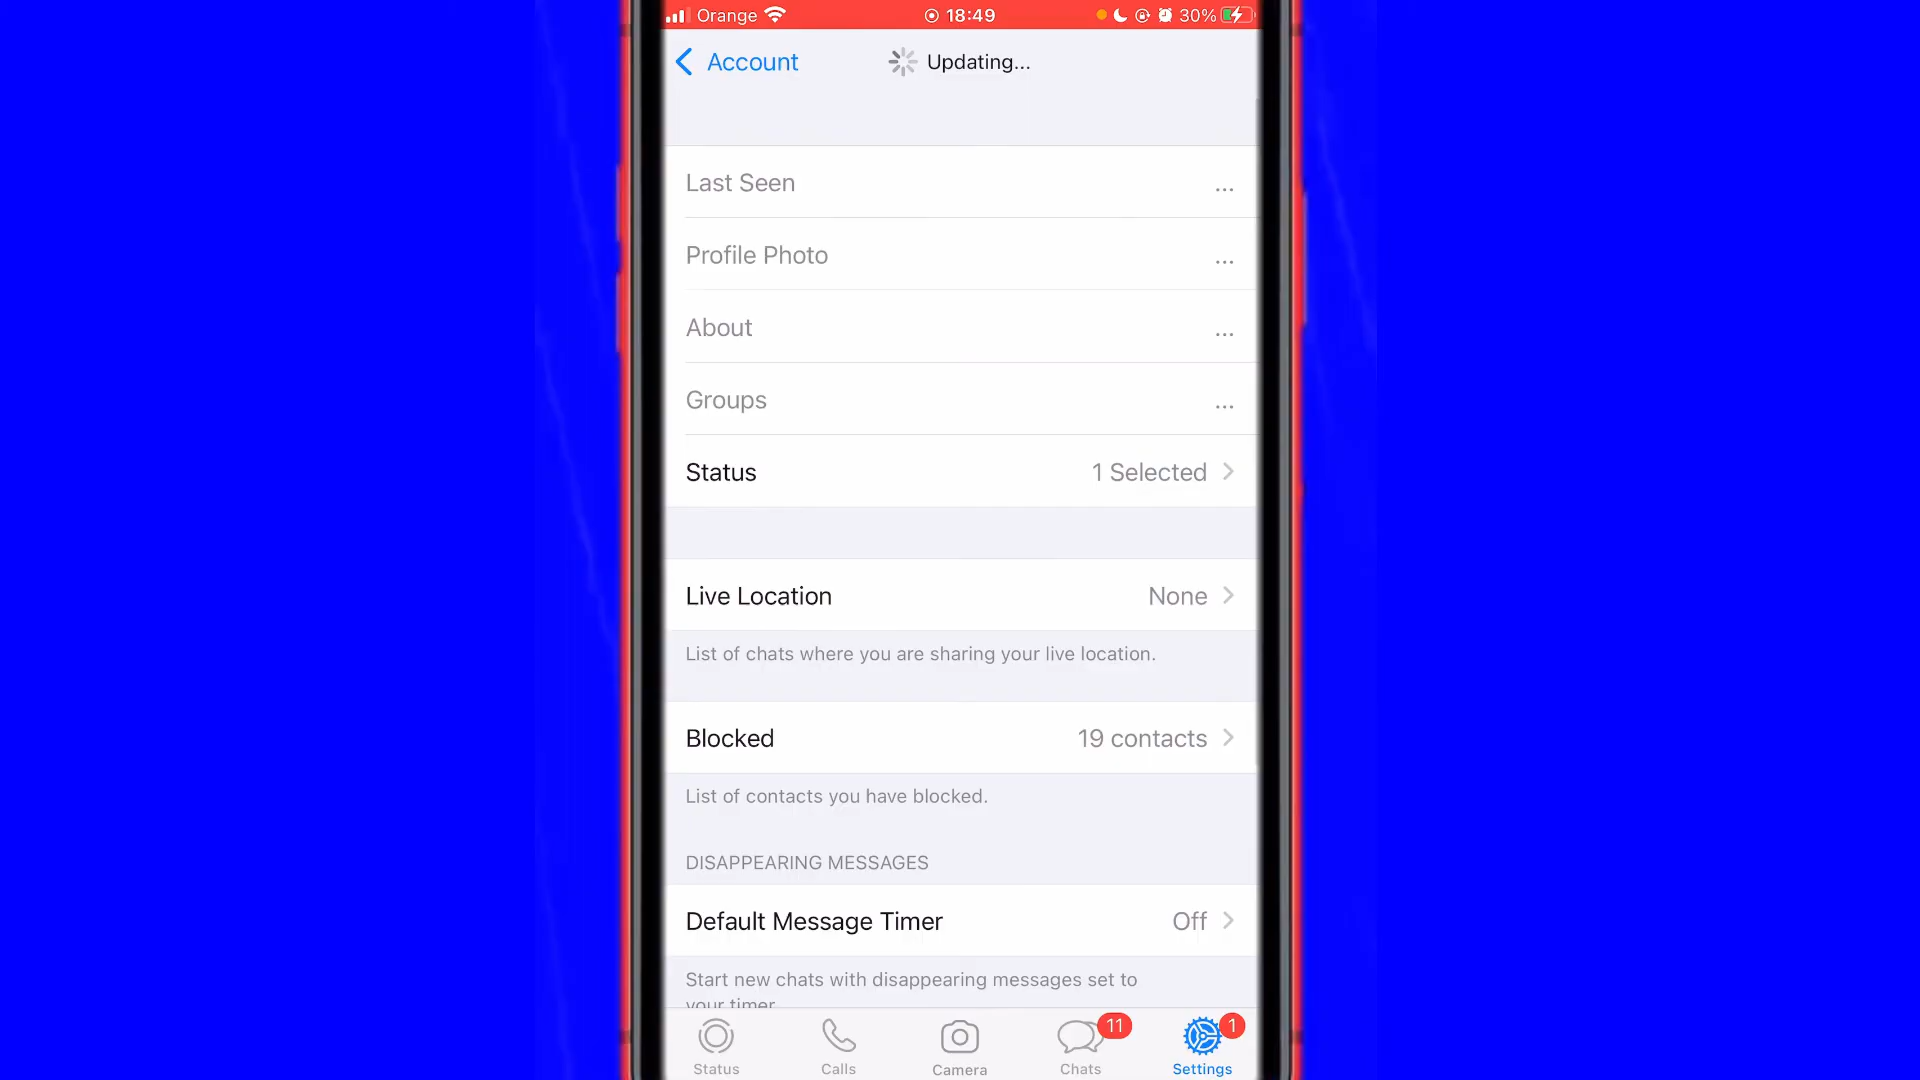 Orange 18:49 30%
Account Updating...
Last Seen ...
Profile Photo ...
About ...
Groups ...
Status 1 Selected
Live Location None
List of chats where you are sharing your live location.
Blocked 19 contacts
List of contacts you have blocked.
DISAPPEARING MESSAGES
Default Message Timer Off
Start new chats with disappearing messages set to
your timer
11 1
Status Calls Camera Chats Settings